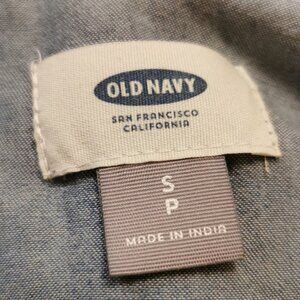 OLD NAVY
SAN FRANCISCO
CALIFORNIA
S
P
MADE IN INDIA